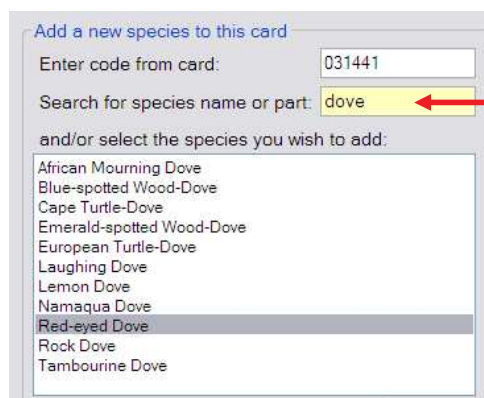 Add a new species to this card
Enter code from card: 031441
Search for species name or part: dove
and/or select the species you wish to add:
African Mourning Dove
Blue-spotted Wood-Dove
Cape Turtle-Dove
Emerald-spotted Wood-Dove
European Turtle-Dove
Laughing Dove
Lemon Dove
Namaqua Dove
Red-eyed Dove
Rock Dove
Tambourine Dove